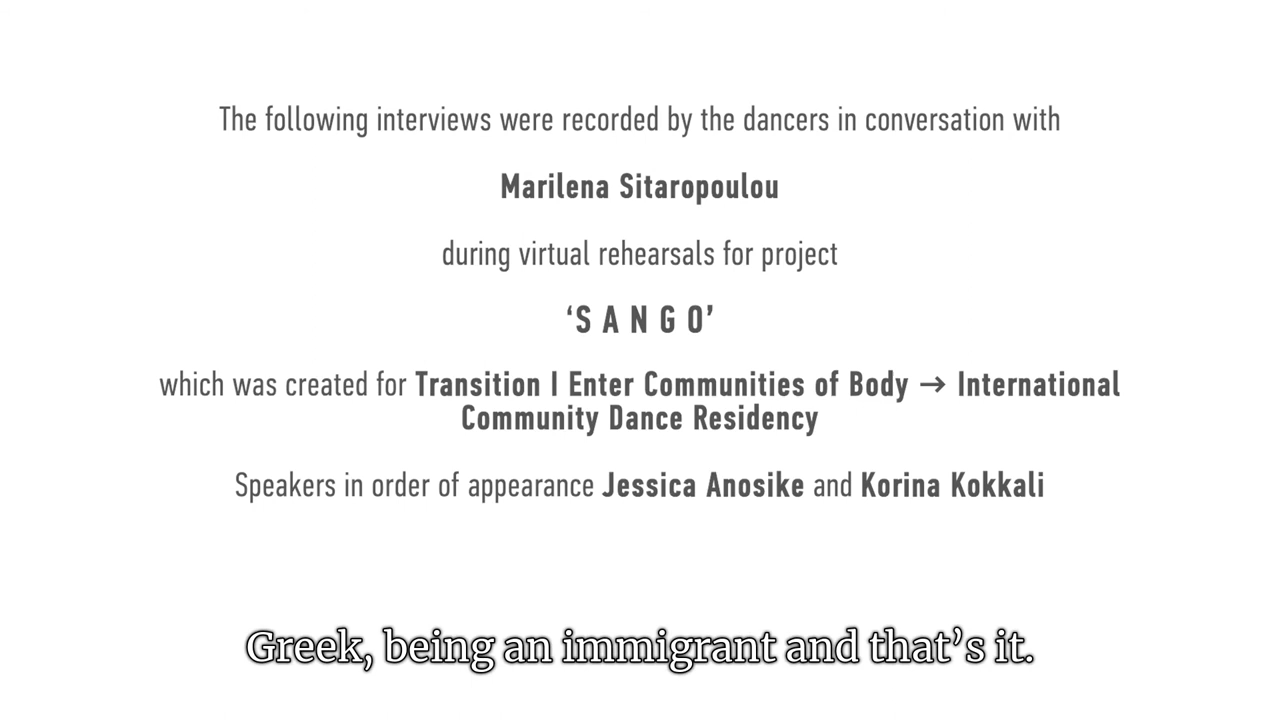 The following interviews were recorded by the dancers in conversation with
Marilena Sitaropoulou
during virtual rehearsals for project
‘S A N G O’
which was created for Transition I Enter Communities of Body → International
Community Dance Residency
Speakers in order of appearance Jessica Anosike and Korina Kokkali
Greek, being an immigrant and that’s it.